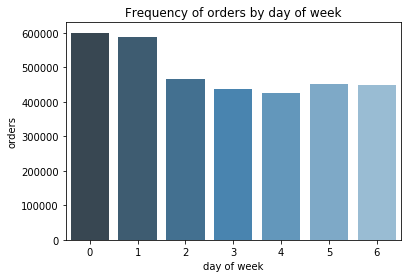 Frequency of orders by day of week
600000
500000
400000
300000
200000
100000
0
orders
0 1 2 3 4 5 6
day of week